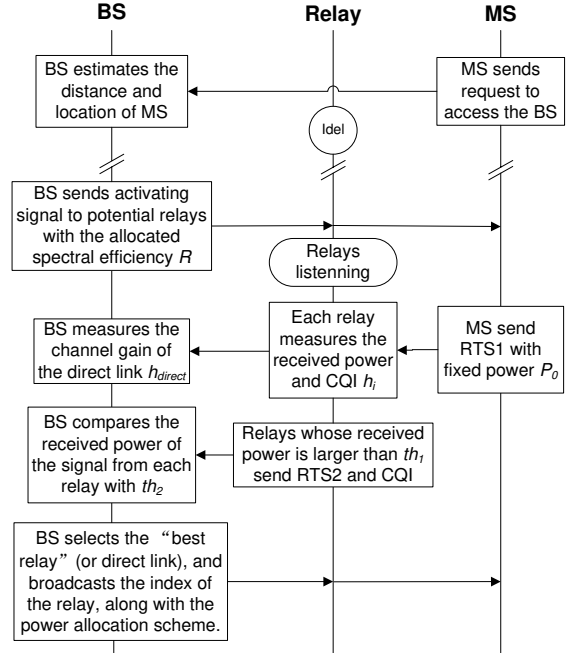 BS
Relay
MS
BS estimates the
distance and
location of MS
MS sends
request to
access the BS
Idel
BS sends activating
signal to potential relays
with the allocated
spectral efficiency R
Relays
listenning
BS measures the
channel gain of
the direct link h_direct
Each relay
measures the
received power
and CQI h_i
MS send
RTS1 with
fixed power P_0
BS compares the
received power of
the signal from each
relay with th_2
Relays whose received
power is larger than th_1
send RTS2 and CQI
BS selects the “best
relay” (or direct link), and
broadcasts the index of
the relay, along with the
power allocation scheme.